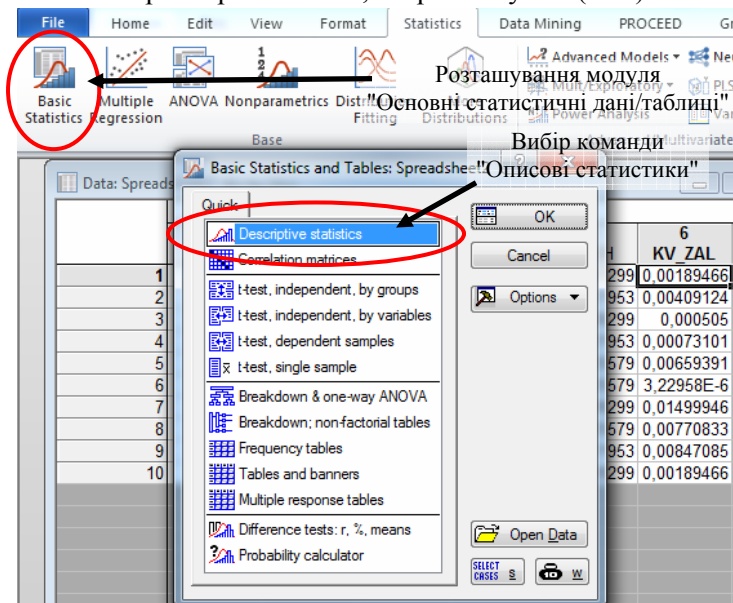 File Home Edit View Format Statistics Data Mining PROCEED
Advanced Models
Розташування модуля
Basic Statistics
Multiple Regression
ANOVA Nonparametrics
Fitting
Distributions
Power Analysis
"Основні статистичні дані/таблиці"
Base
Вибір команди
"Описові статистики"
Basic Statistics and Tables: Spreadsheet
Data: Spreads
Quick
Descriptive statistics
Correlation matrices
t-test, independent, by groups
t-test, independent, by variables
t-test, dependent samples
t-test, single sample
Breakdown & one-way ANOVA
Breakdown; non-factorial tables
Frequency tables
Tables and banners
Multiple response tables
Difference tests: r, %, means
Probability calculator
OK
Cancel
Options
Open Data
SELECT CASES S
W
6
KV_ZAL
1 299 0,00189466
2 953 0,00409124
3 299 0,000505
4 953 0,00073101
5 579 0,00659391
6 579 3,22958E-6
7 299 0,01499946
8 579 0,00770833
9 953 0,00847085
10 299 0,00189466